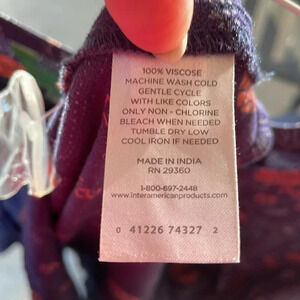 100% VISCOSE
MACHINE WASH COLD
GENTLE CYCLE
WITH LIKE COLORS
ONLY NON - CHLORINE
BLEACH WHEN NEEDED
TUMBLE DRY LOW
COOL IRON IF NEEDED
MADE IN INDIA
RN 29360
1-800-697-2448
www.interamericanproducts.com
0 41226 74327 2